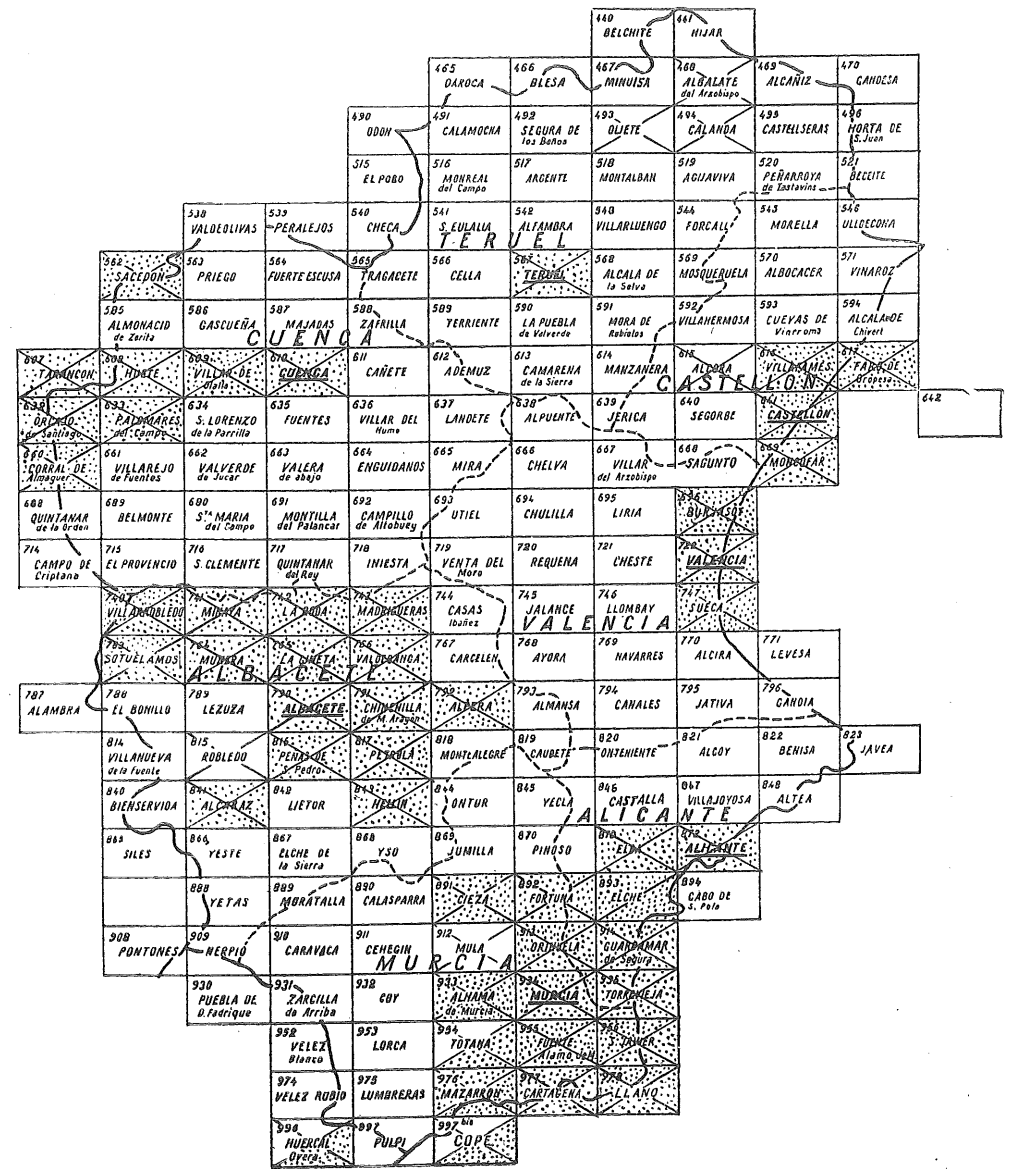 440 441
BELCHITE HIJAR
465 466 467 468 469 470
DAROCA BLESA MINUISA ALBALATE ALCAÑIZ GANDESA
del Arzobispo
490 491 492 493 494 495 496
ODON CALAMOCHA SEGURA DE OLIETE CALANDA CASTELLSERAS HORTA DE
los Baños S. Juan
515 516 517 518 519 520 521
EL POBO MONREAL ARGENTE MONTALBAN AGUAVIVA PEÑARROYA BECEITE
del Campo de Tastavins
538 539 540 541 542 543 544 545 546
VALDEOLIVAS PERALEJOS CHECA S. EULALIA ALFAMBRA VILLARLUENGO FORCALL MORELLA ULLDECONA
TERUEL
562 563 564 565 566 567 568 569 570 571
SACEDON PRIEGO FUERTESCUSA TRAGACETE CELLA TERUEL ALCALA DE MOSQUERUELA ALBOCACER VINAROZ
la Selva
585 586 587 588 589 590 591 592 593 594
ALMONACID GASCUEÑA MAJADAS ZAFRILLA TERRIENTE LA PUEBLA MORA DE VILLAHERMOSA CUEVAS DE ALCALA DE
de Zorita de Valverde Rubielos Vinroma Chivert
CUENCA
607 608 609 610 611 612 613 614 615 616 617
TARANCON HUETE VILLAR DE CUENCA CAÑETE ADEMUZ CAMARENA MANZANERA ALCORA VILLAFAMES FARO DE
Olalla de la Sierra Oropesa
CASTELLON
632 633 634 635 636 637 638 639 640 641 642
ORCAJO PALOMARES S. LORENZO FUENTES VILLAR DEL LANDETE ALPUENTE JERICA SEGORBE CASTELLON
de Santiago del Campo de la Parrilla Humo
660 661 662 663 664 665 666 667 668 669
CORRAL DE VILLAREJO VALVERDE VALERA ENGUIDANOS MIRA CHELVA VILLAR SAGUNTO MONCOFAR
Almaguer de Fuentes de Jucar de abajo del Arzobispo
688 689 690 691 692 693 694 695 696
QUINTANAR BELMONTE Sᵗᴬ MARIA MONTILLA CAMPILLO UTIEL CHULILLA LIRIA BURJASOT
de la Orden del Campo del Palancar de Altobuey
714 715 716 717 718 719 720 721 722
CAMPO DE EL PROVENCIO S. CLEMENTE QUINTANAR INIESTA VENTA DEL REQUENA CHESTE VALENCIA
Criptana del Rey Moro
740 741 742 743 744 745 746 747
VILLARROBLEDO MINAYA LA RODA MADRIGUERAS CASAS JALANCE LLOMBAY SUECA
Ibañez
VALENCIA
763 764 765 766 767 768 769 770 771
SOTUELAMOS MUNERA LA GINETA VALDEGANGA CARCELEN AYORA NAVARRES ALCIRA LEVESA
ALBACETE
787 788 789 790 791 792 793 794 795 796
ALAMBRA EL BONILLO LEZUZA ALBACETE CHINCHILLA ALPERA ALMANSA CANALES JATIVA GANDIA
de M. Aragon
814 815 816 817 818 819 820 821 822 823
VILLANUEVA ROBLEDO PEÑAS DE PETROLA MONTEALEGRE CAUDETE ONTENIENTE ALCOY BENISA JAVEA
de la Fuente S. Pedro
840 841 842 843 844 845 846 847 848
BIENSERVIDA ALCARAZ LIETOR HELLIN ONTUR YECLA CASTALLA VILLAJOYOSA ALTEA
ALICANTE
865 866 867 868 869 870 871 872
SILES YESTE ELCHE DE YSO JUMILLA PINOSO ELDA ALICANTE
la Sierra
888 889 890 891 892 893 894
YETAS MORATALLA CALASPARRA CIEZA FORTUNA ELCHE CABO DE
S. Pola
908 909 910 911 912 913 914
PONTONES NERPIO CARAVACA CEHEGIN MULA ORIHUELA GUARDAMAR
de Segura
MURCIA
930 931 932 933 934 935
PUEBLA DE ZARCILLA COY ALHAMA MURCIA TORREVIEJA
D. Fadrique de Arriba de Murcia
952 953 954 955 956
VELEZ LORCA TOTANA FUENTE S. JAVIER
Blanco Alamo de M
974 975 976 977 978
VELEZ RUBIO LUMBRERAS MAZARRON CARTAGENA LLANO
996 997 997 bis
HUERCAL PULPI COPE
Overa